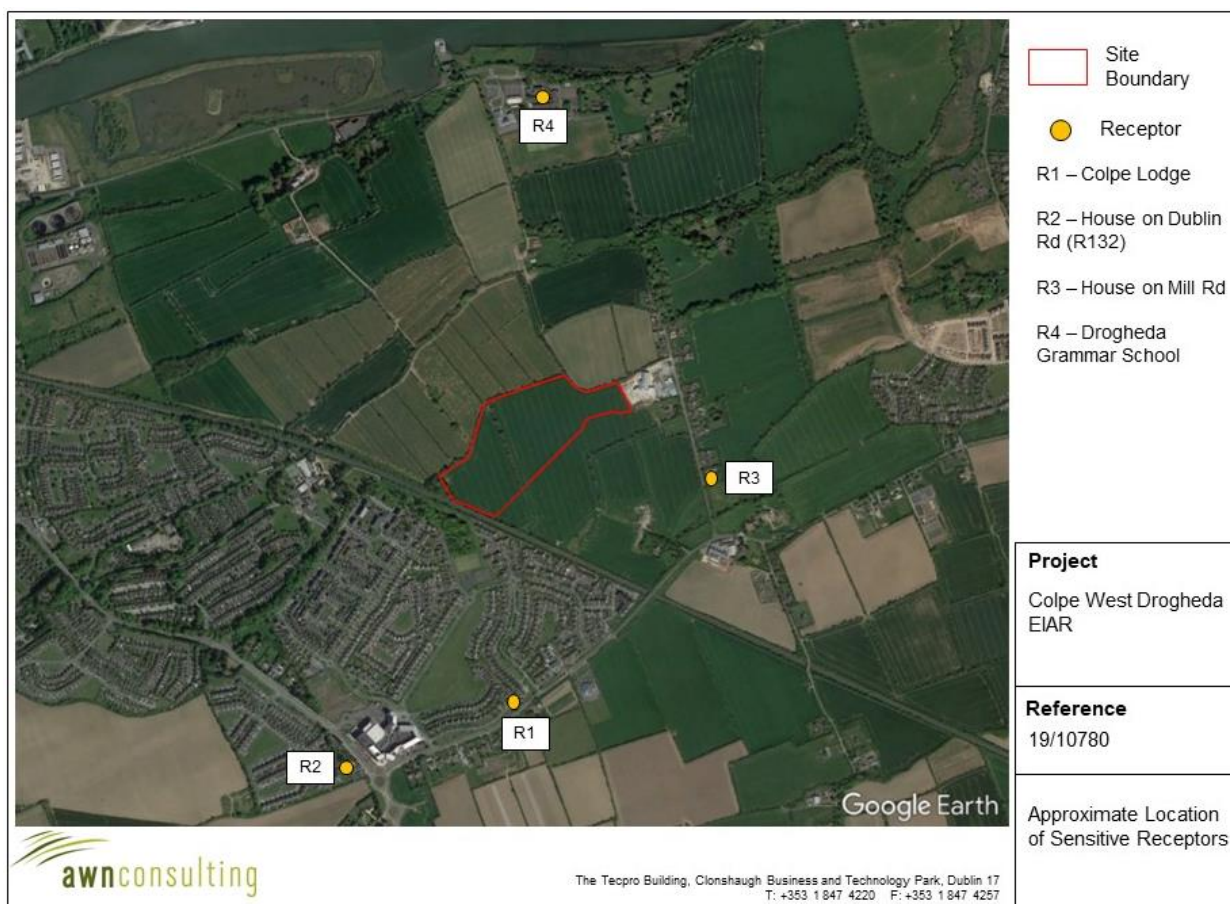 R4
R3
R1
R2
Google Earth
Site
Boundary
Receptor
R1 – Colpe Lodge
R2 – House on Dublin
Rd (R132)
R3 – House on Mill Rd
R4 – Drogheda
Grammar School
Project
Colpe West Drogheda
EIAR
Reference
19/10780
Approximate Location
of Sensitive Receptors
awnconsulting
The Tecpro Building, Clonshaugh Business and Technology Park, Dublin 17
T: +353 1 847 4220 F: +353 1 847 4257